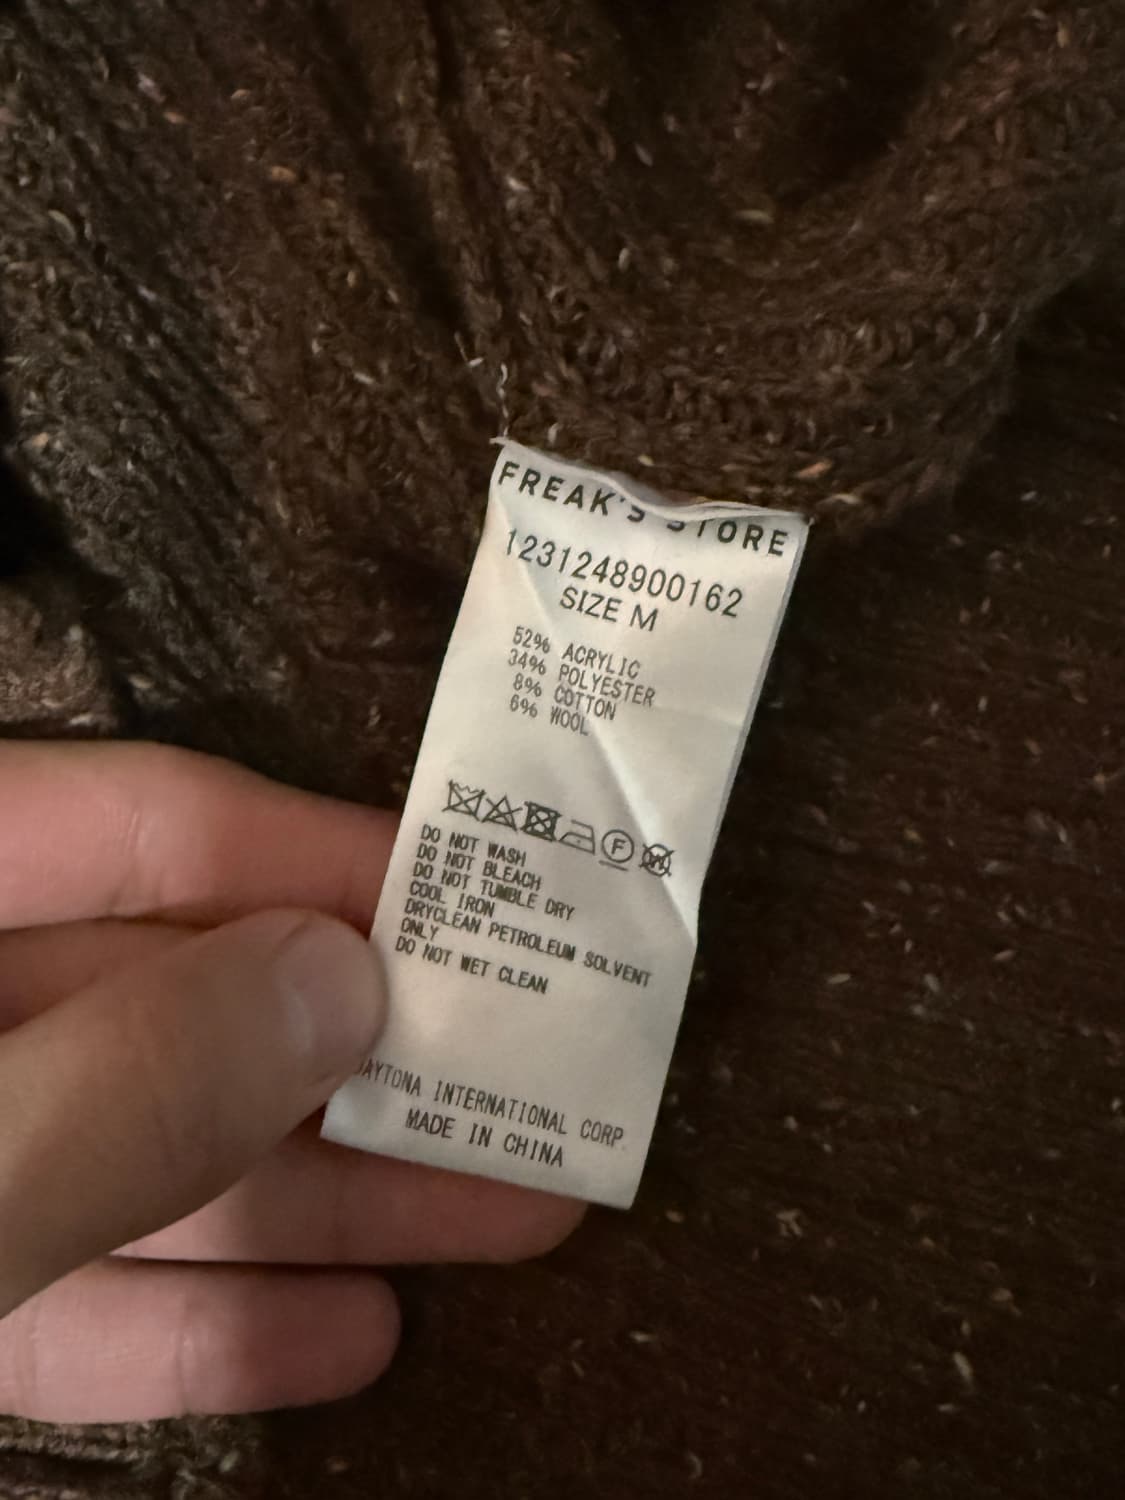 FREAK'S STORE
1231248900162
SIZE M
52% ACRYLIC
34% POLYESTER
8% COTTON
6% WOOL
F W
DO NOT WASH
DO NOT BLEACH
DO NOT TUMBLE DRY
COOL IRON
DRYCLEAN PETROLEUM SOLVENT
ONLY
DO NOT WET CLEAN
DAYTONA INTERNATIONAL CORP.
MADE IN CHINA